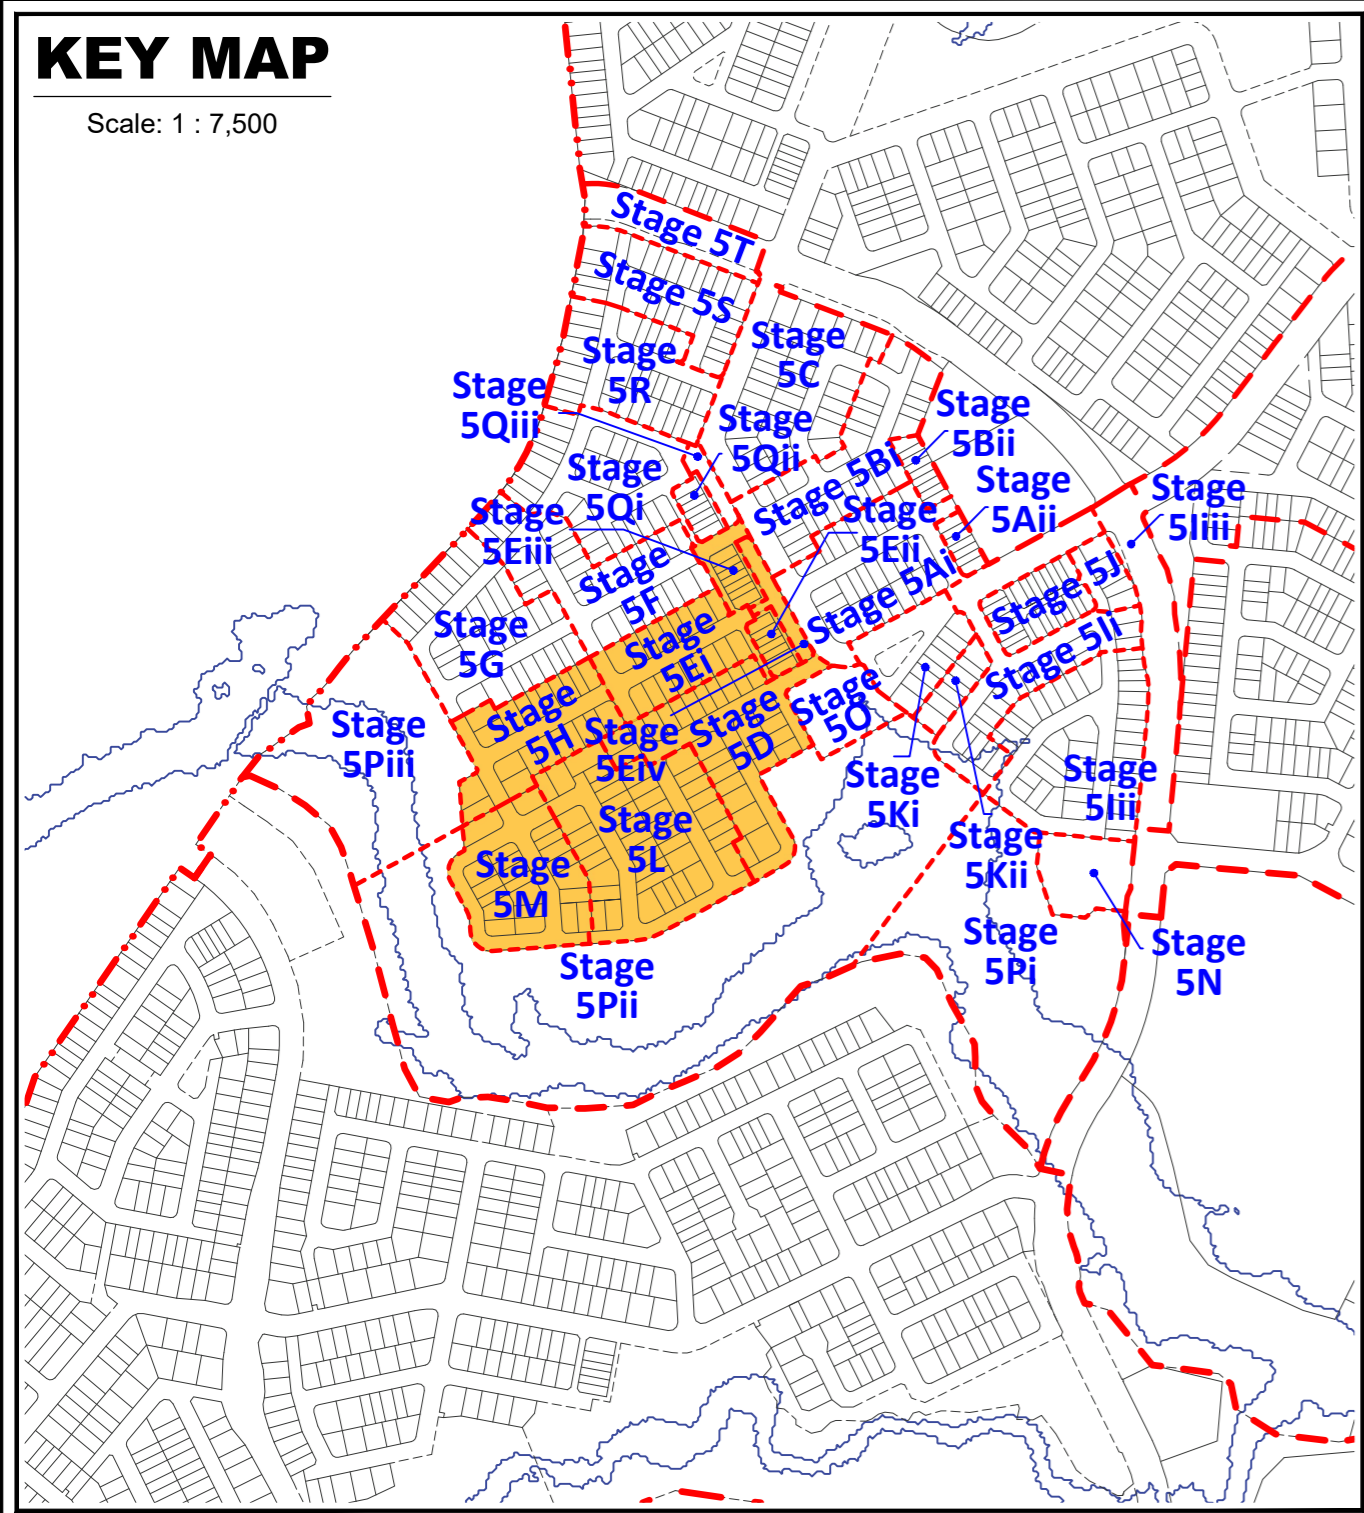 KEY MAP
Scale: 1 : 7,500
Stage 5T
Stage 5S
Stage
5R
Stage
5C
Stage
5Qiii
Stage
5Qii
Stage
5Bii
Stage
5Qi
Stage 5Bi
Stage
5Aii
Stage
5Eiii
Stage
5Eii
Stage
5Iiii
Stage
5F
Stage 5Ai
Stage 5J
Stage
5G
Stage
5Ei
Stage 5Ii
Stage
5H
Stage
5Eiv
Stage
5D
Stage
5O
Stage
5Piii
Stage
5Ki
Stage
5Iii
Stage
5L
Stage
5Kii
Stage
5M
Stage
5Pi
Stage
5N
Stage
5Pii